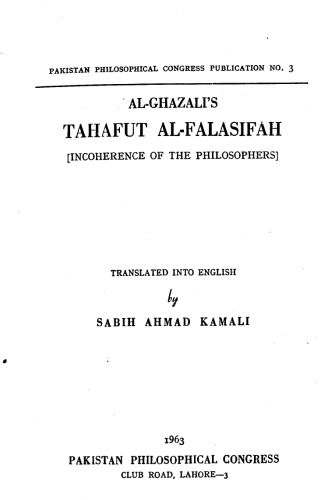 PAKISTAN PHILOSOPHICAL CONGRESS PUBLICATION NO. 3
AL-GHAZALI'S
TAHAFUT AL-FALASIFAH
[INCOHERENCE OF THE PHILOSOPHERS]
TRANSLATED INTO ENGLISH
by
SABIH AHMAD KAMALI
1963
PAKISTAN PHILOSOPHICAL CONGRESS
CLUB ROAD, LAHORE—3